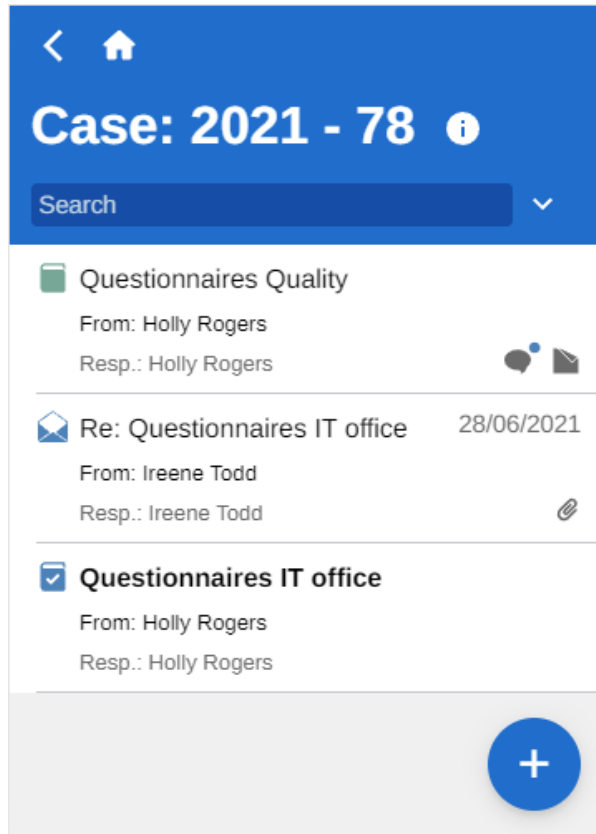 Case: 2021 - 78
Search
Questionnaires Quality
From: Holly Rogers
Resp.: Holly Rogers
Re: Questionnaires IT office 28/06/2021
From: Ireene Todd
Resp.: Ireene Todd
Questionnaires IT office
From: Holly Rogers
Resp.: Holly Rogers